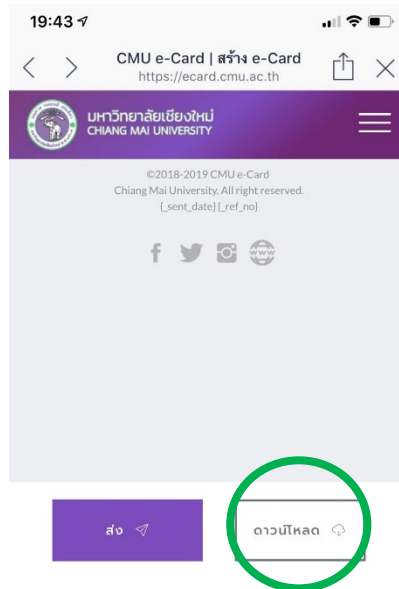 19:43
CMU e-Card | สร้าง e-Card
https://ecard.cmu.ac.th
มหาวิทยาลัยเชียงใหม่
CHIANG MAI UNIVERSITY
©2018-2019 CMU e-Card
Chiang Mai University. All right reserved.
{_sent_date} {_ref_no}
www
ส่ง
ดาวน์โหลด